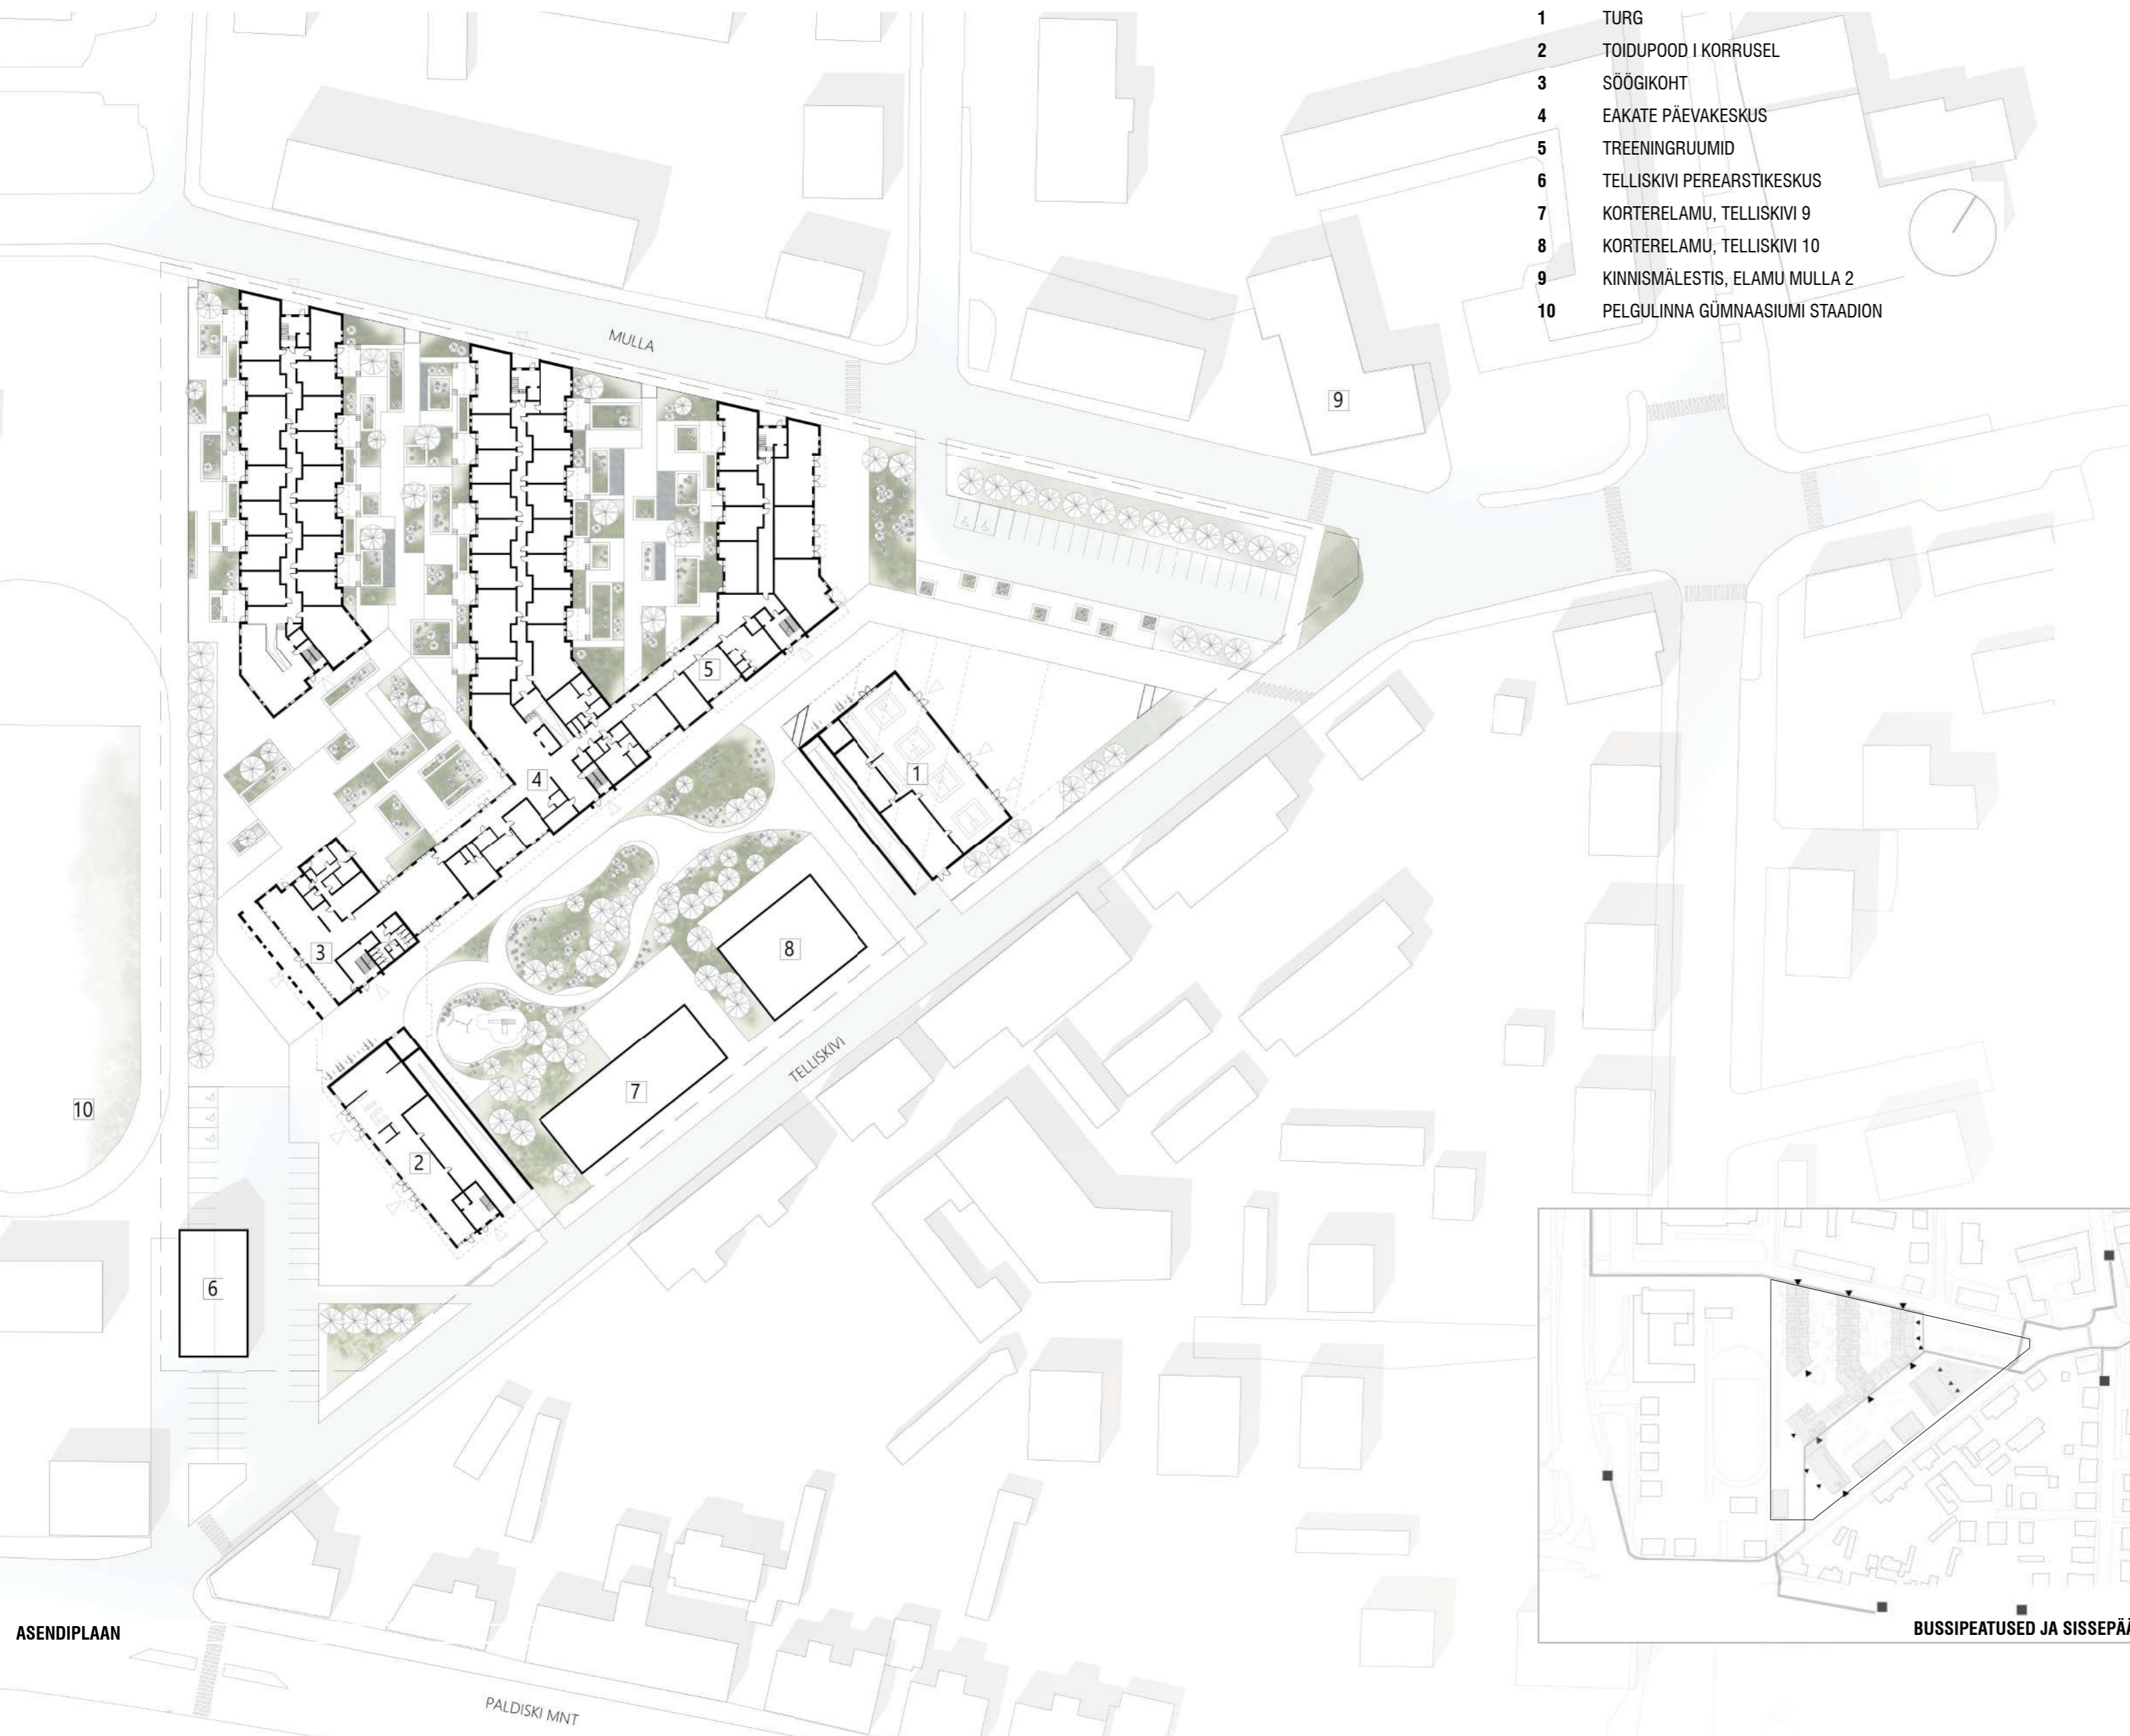 1 TURG
2 TOIDUPOOD I KORRUSEL
3 SÖÖGIKOHT
4 EAKATE PÄEVAKESKUS
5 TREENINGRUUMID
6 TELLISKIVI PEREARSTIKESKUS
7 KORTERELAMU, TELLISKIVI 9
8 KORTERELAMU, TELLISKIVI 10
9 KINNISMÄLESTIS, ELAMU MULLA 2
10 PELGULINNA GÜMNAASIUMI STAADION
MULLA
9
5
4
1
3
8
TELLISKIVI
7
10
2
6
ASENDIPLAAN
BUSSIPEATUSED JA
PALDISKI MNT